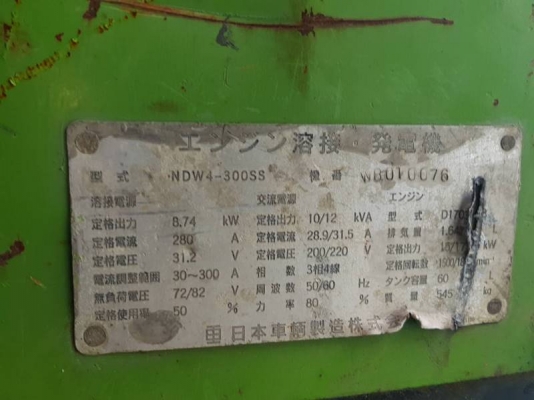 エンジン溶接・発電機
型式 NDW4-300SS 機番 WB010076
溶接電源 交流電源 エンジン
定格出力 8.74 kW 定格出力 10/12 kVA 型式
定格電流 280 A 定格電流 28.9/31.5 A 排気量 L
定格電圧 31.2 V 定格電圧 200/220 V 定格出力 kW
電流調整範囲 30~300 A 相数 3相4線 定格回転数 min⁻¹
無負荷電圧 72/82 V 周波数 50/60 Hz タンク容量 60 L
定格使用率 50 % 力率 80 % 質量 545 kg
日本車輌製造株式